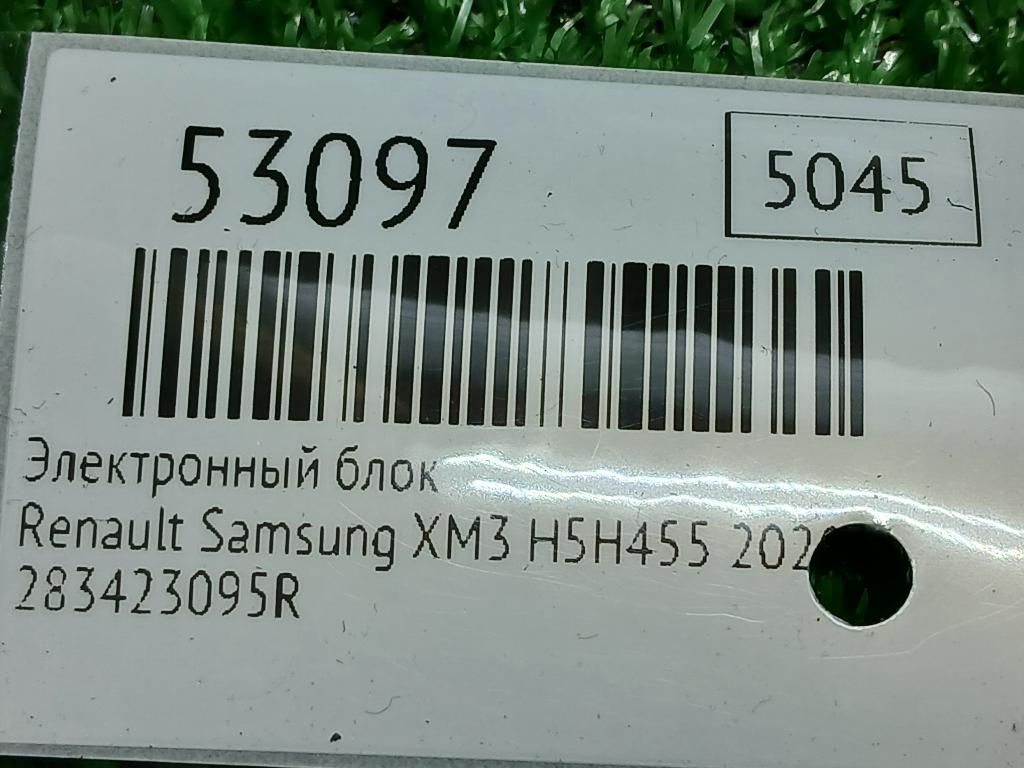 53097
5045
Электронный блок
Renault Samsung XM3 H5H455
283423095R